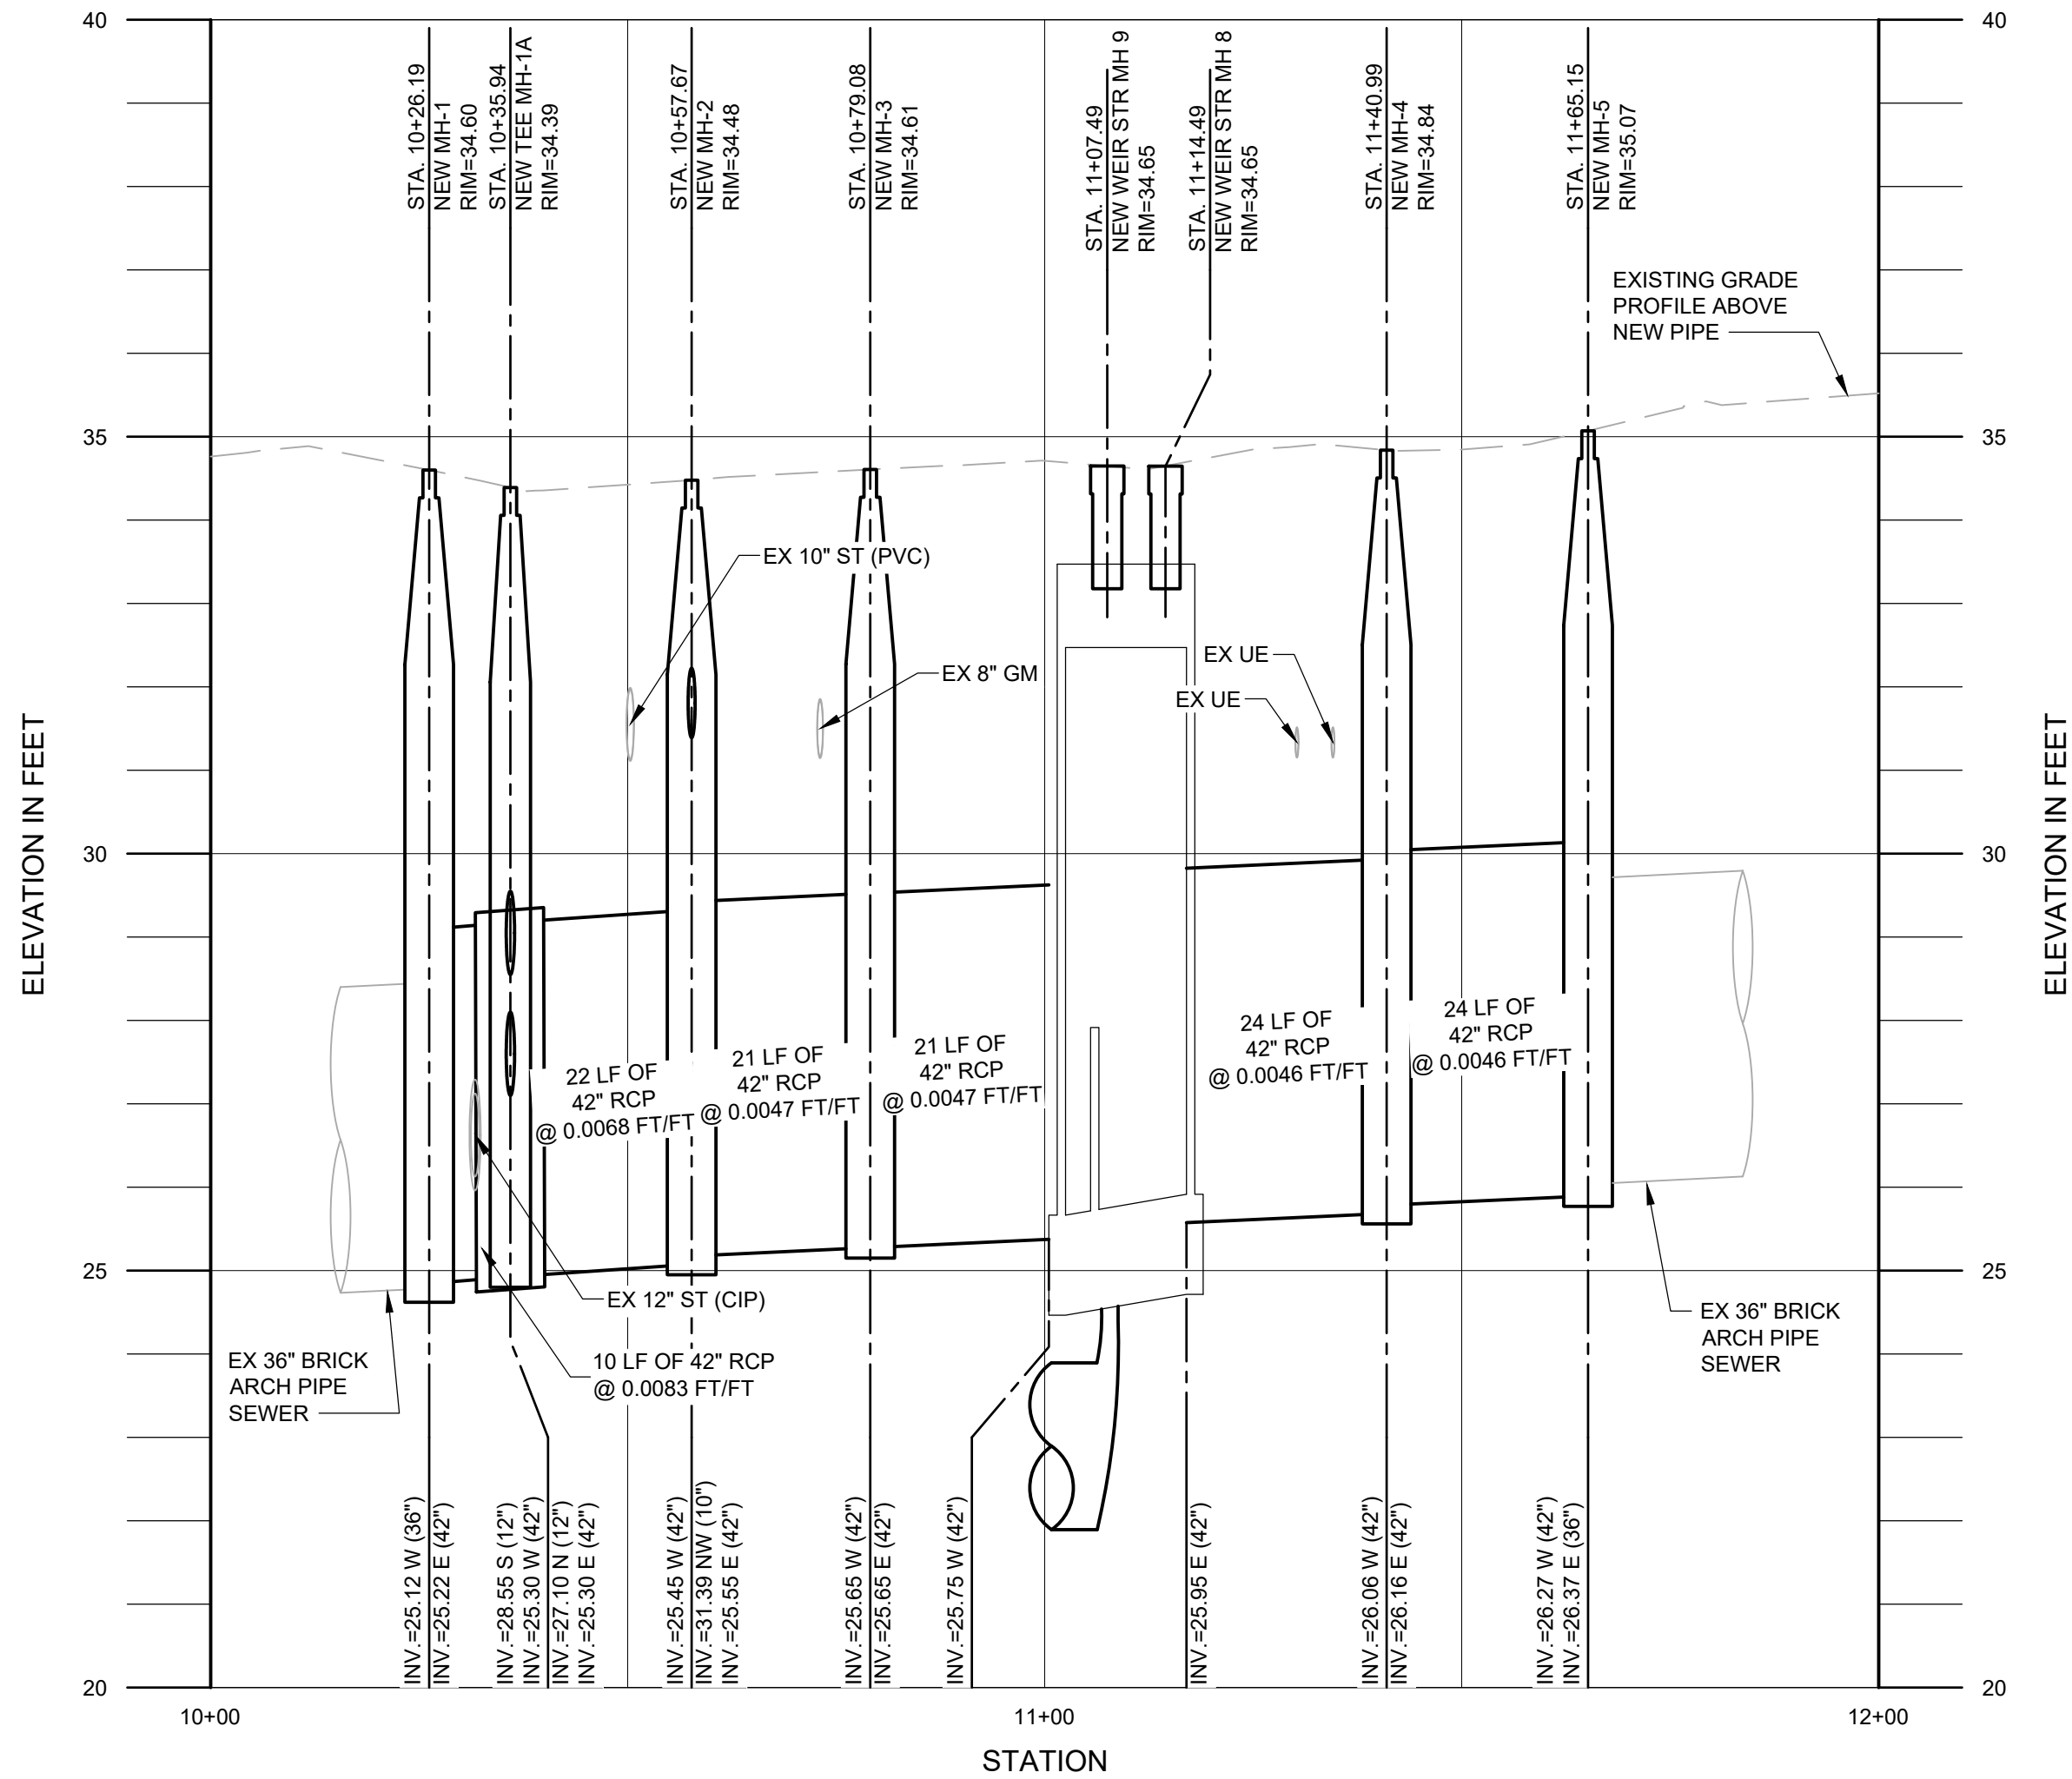 40
40
STA. 10+26.19
NEW MH-1
RIM=34.60
STA. 10+35.94
NEW TEE MH-1A
RIM=34.39
STA. 10+57.67
NEW MH-2
RIM=34.48
STA. 10+79.08
NEW MH-3
RIM=34.61
STA. 11+07.49
NEW WEIR STR MH 9
RIM=34.65
STA. 11+14.49
NEW WEIR STR MH 8
RIM=34.65
STA. 11+40.99
NEW MH-4
RIM=34.84
STA. 11+65.15
NEW MH-5
RIM=35.07
EXISTING GRADE
PROFILE ABOVE
NEW PIPE
35
35
EX 10" ST (PVC)
EX 8" GM
EX UE
EX UE
ELEVATION IN FEET
ELEVATION IN FEET
30
30
22 LF OF
42" RCP
@ 0.0068 FT/FT
21 LF OF
42" RCP
@ 0.0047 FT/FT
21 LF OF
42" RCP
@ 0.0047 FT/FT
24 LF OF
42" RCP
@ 0.0046 FT/FT
24 LF OF
42" RCP
@ 0.0046 FT/FT
25
25
EX 12" ST (CIP)
10 LF OF 42" RCP
@ 0.0083 FT/FT
EX 36" BRICK
ARCH PIPE
SEWER
EX 36" BRICK
ARCH PIPE
SEWER
INV.=25.12 W (36")
INV.=25.22 E (42")
INV.=28.55 S (12")
INV.=25.30 W (42")
INV.=27.10 N (12")
INV.=25.30 E (42")
INV.=25.45 W (42")
INV.=31.39 NW (10")
INV.=25.55 E (42")
INV.=25.65 W (42")
INV.=25.65 E (42")
INV.=25.75 W (42")
INV.=25.95 E (42")
INV.=26.06 W (42")
INV.=26.16 E (42")
INV.=26.27 W (42")
INV.=26.37 E (36")
20
20
10+00
11+00
12+00
STATION